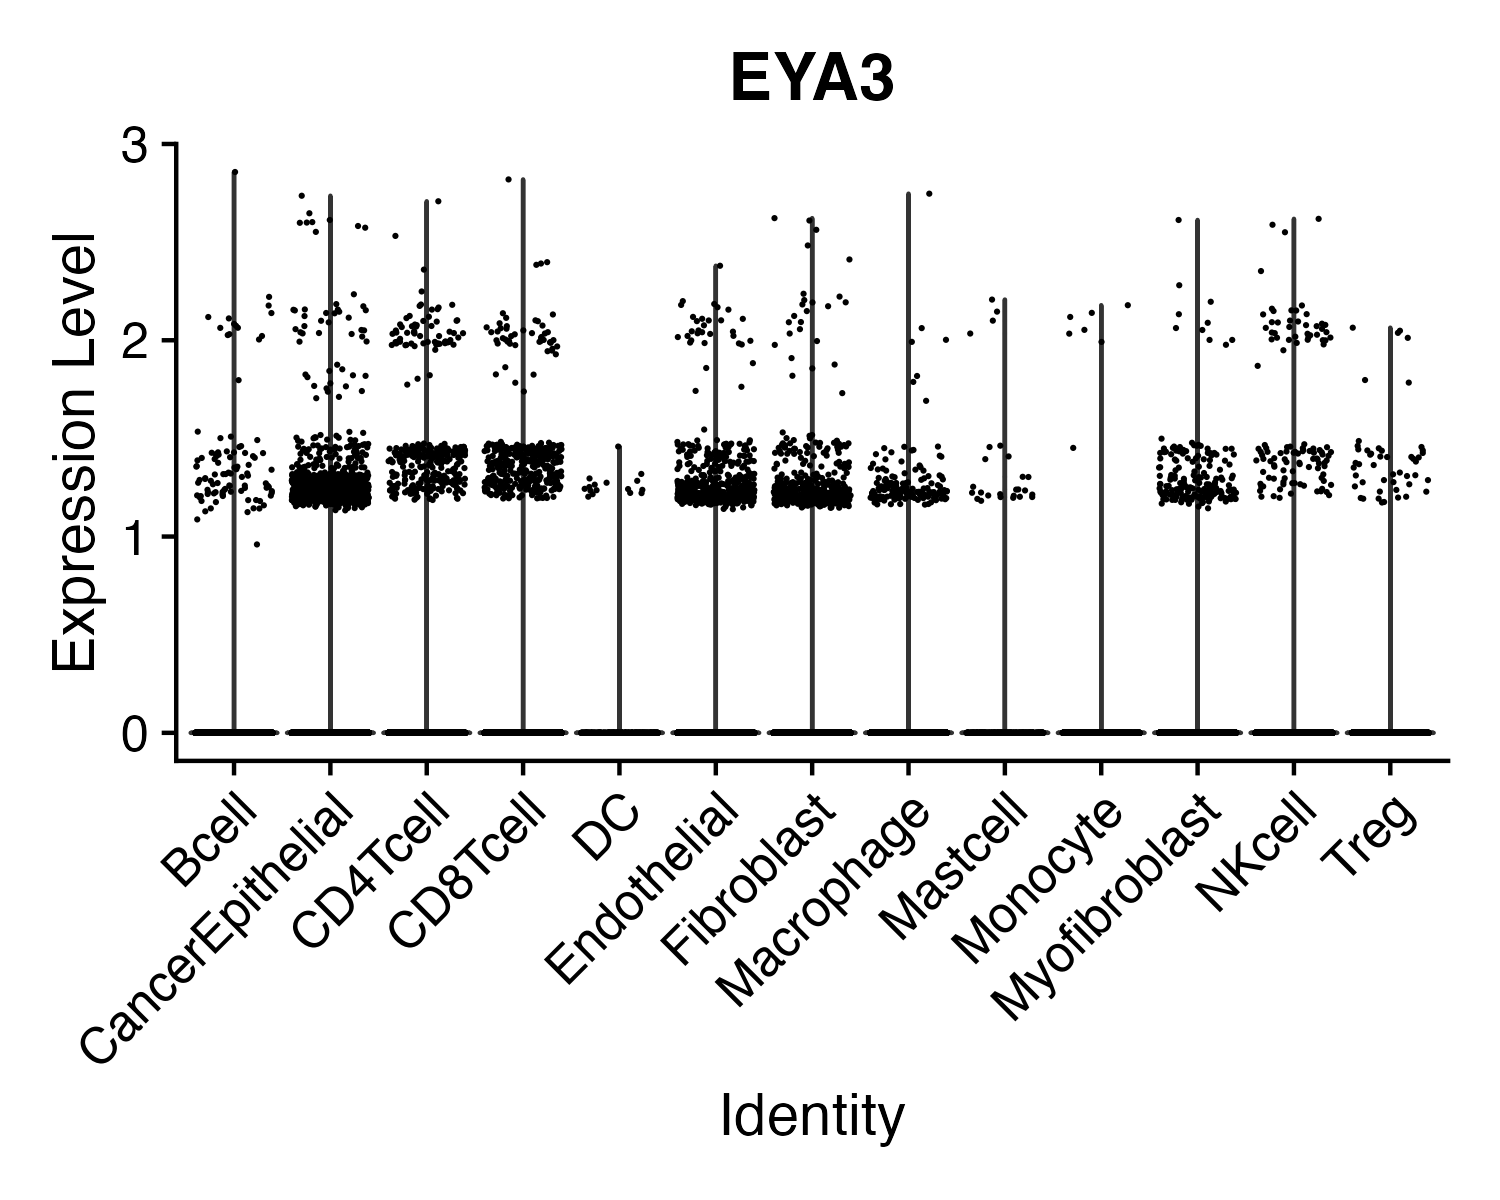 EYA3
Expression Level
3
2
1
0
Bcell
CancerEpithelial
CD4Tcell
CD8Tcell
DC
Endothelial
Fibroblast
Macrophage
Mastcell
Monocyte
Myofibroblast
NKcell
Treg
Identity